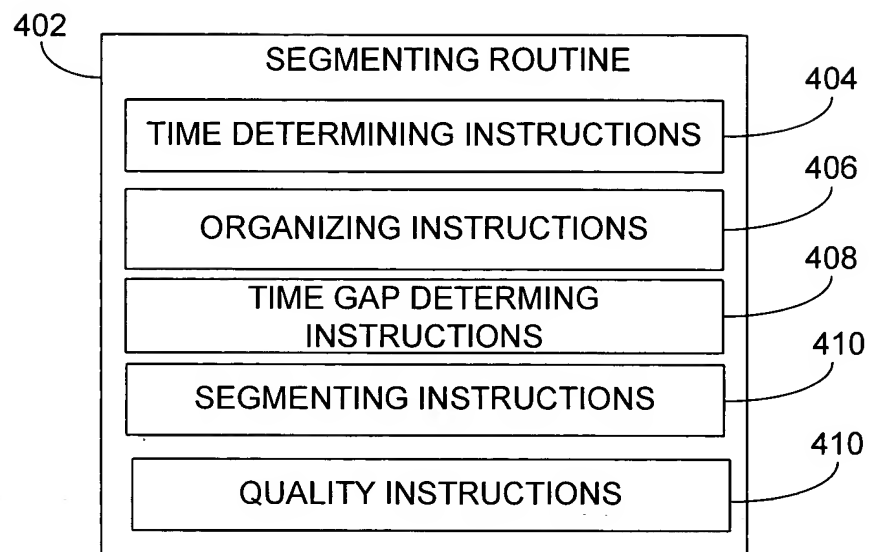 402
SEGMENTING ROUTINE
404
TIME DETERMINING INSTRUCTIONS
406
ORGANIZING INSTRUCTIONS
408
TIME GAP DETERMING
INSTRUCTIONS
410
SEGMENTING INSTRUCTIONS
410
QUALITY INSTRUCTIONS